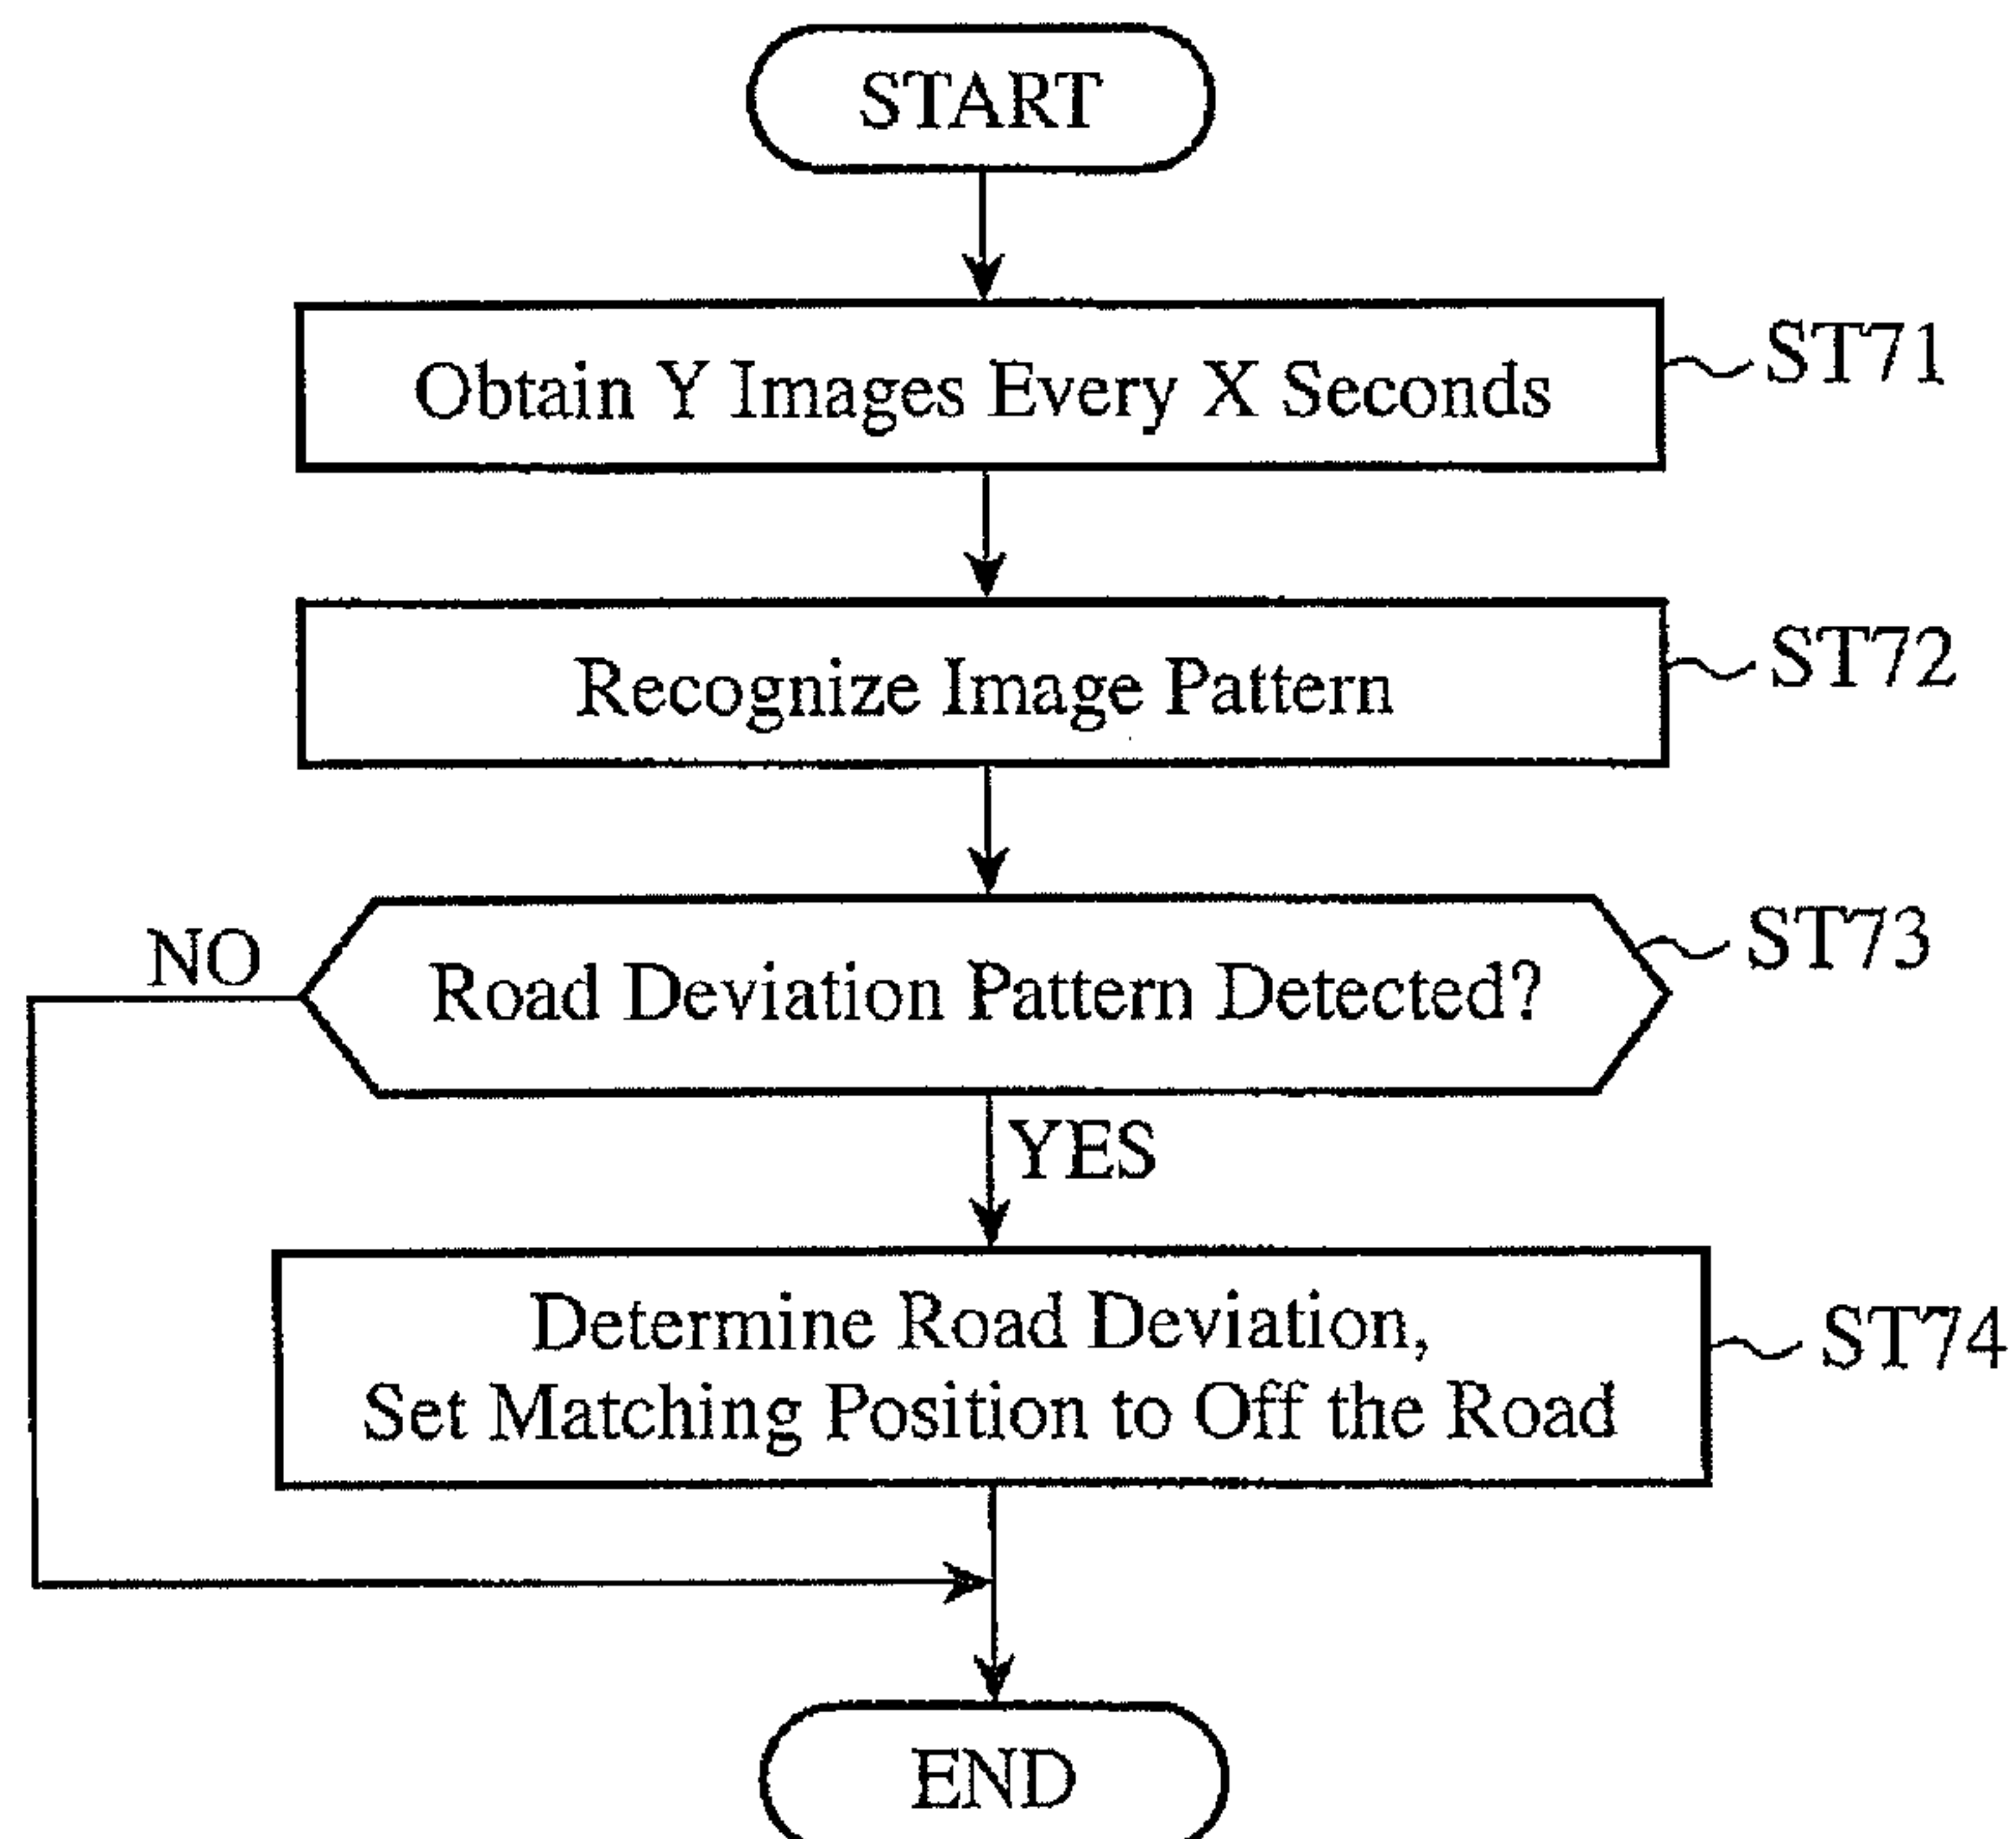 START
Obtain Y Images Every X Seconds
ST71
Recognize Image Pattern
ST72
Road Deviation Pattern Detected?
ST73
NO
YES
Determine Road Deviation,
Set Matching Position to Off the Road
ST74
END